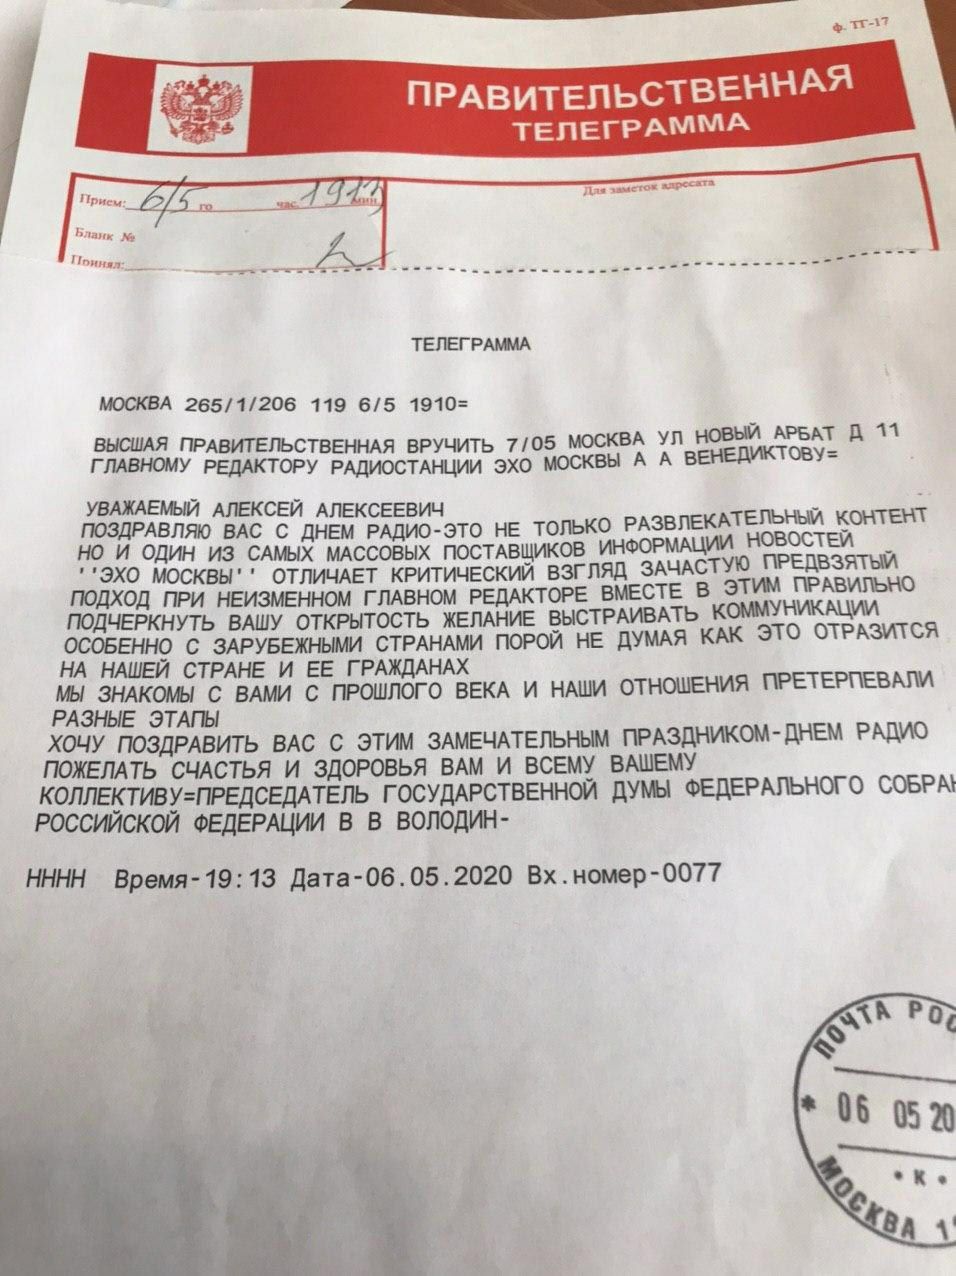 ф. ТГ-17
ПРАВИТЕЛЬСТВЕННАЯ
ТЕЛЕГРАММА
Прием: 6/5 го час. 1913 мин.
Бланк №
Принял:
Для заметок адресата
ТЕЛЕГРАММА
МОСКВА 265/1/206 119 6/5 1910=
ВЫСШАЯ ПРАВИТЕЛЬСТВЕННАЯ ВРУЧИТЬ 7/05 МОСКВА УЛ НОВЫЙ АРБАТ Д 11
ГЛАВНОМУ РЕДАКТОРУ РАДИОСТАНЦИИ ЭХО МОСКВЫ А А ВЕНЕДИКТОВУ=
УВАЖАЕМЫЙ АЛЕКСЕЙ АЛЕКСЕЕВИЧ
ПОЗДРАВЛЯЮ ВАС С ДНЕМ РАДИО-ЭТО НЕ ТОЛЬКО РАЗВЛЕКАТЕЛЬНЫЙ КОНТЕНТ
НО И ОДИН ИЗ САМЫХ МАССОВЫХ ПОСТАВЩИКОВ ИНФОРМАЦИИ НОВОСТЕЙ
''ЭХО МОСКВЫ'' ОТЛИЧАЕТ КРИТИЧЕСКИЙ ВЗГЛЯД ЗАЧАСТУЮ ПРЕДВЗЯТЫЙ
ПОДХОД ПРИ НЕИЗМЕННОМ ГЛАВНОМ РЕДАКТОРЕ ВМЕСТЕ В ЭТИМ ПРАВИЛЬНО
ПОДЧЕРКНУТЬ ВАШУ ОТКРЫТОСТЬ ЖЕЛАНИЕ ВЫСТРАИВАТЬ КОММУНИКАЦИИ
ОСОБЕННО С ЗАРУБЕЖНЫМИ СТРАНАМИ ПОРОЙ НЕ ДУМАЯ КАК ЭТО ОТРАЗИТСЯ
НА НАШЕЙ СТРАНЕ И ЕЕ ГРАЖДАНАХ
МЫ ЗНАКОМЫ С ВАМИ С ПРОШЛОГО ВЕКА И НАШИ ОТНОШЕНИЯ ПРЕТЕРПЕВАЛИ
РАЗНЫЕ ЭТАПЫ
ХОЧУ ПОЗДРАВИТЬ ВАС С ЭТИМ ЗАМЕЧАТЕЛЬНЫМ ПРАЗДНИКОМ-ДНЕМ РАДИО
ПОЖЕЛАТЬ СЧАСТЬЯ И ЗДОРОВЬЯ ВАМ И ВСЕМУ ВАШЕМУ
КОЛЛЕКТИВУ=ПРЕДСЕДАТЕЛЬ ГОСУДАРСТВЕННОЙ ДУМЫ ФЕДЕРАЛЬНОГО СОБРАН
РОССИЙСКОЙ ФЕДЕРАЦИИ В В ВОЛОДИН-
НННН Время-19:13 Дата-06.05.2020 Вх.номер-0077
ПОЧТА РОС
* 06 05 20
• К •
МОСКВА 1